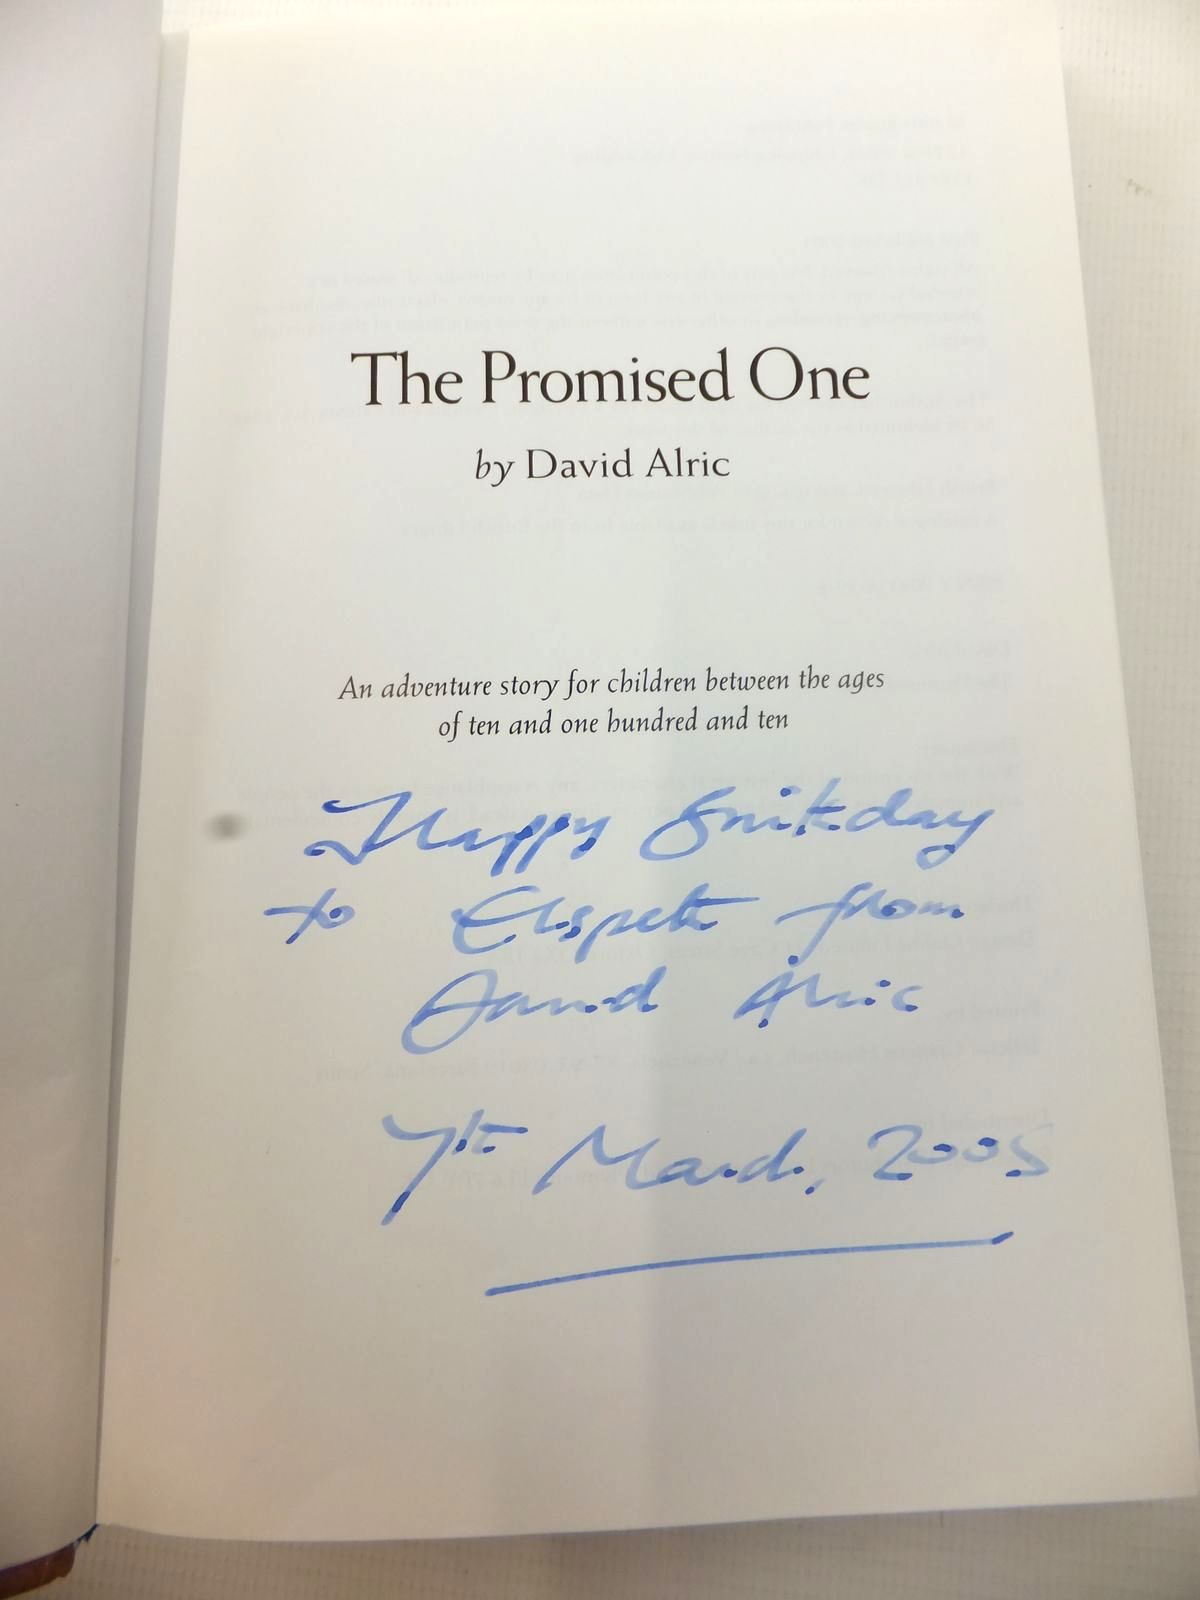 The Promised One
by David Alric
An adventure story for children between the ages
of ten and one hundred and ten
Happy Birthday
to Elspeth from
David Alric
7th March, 2005